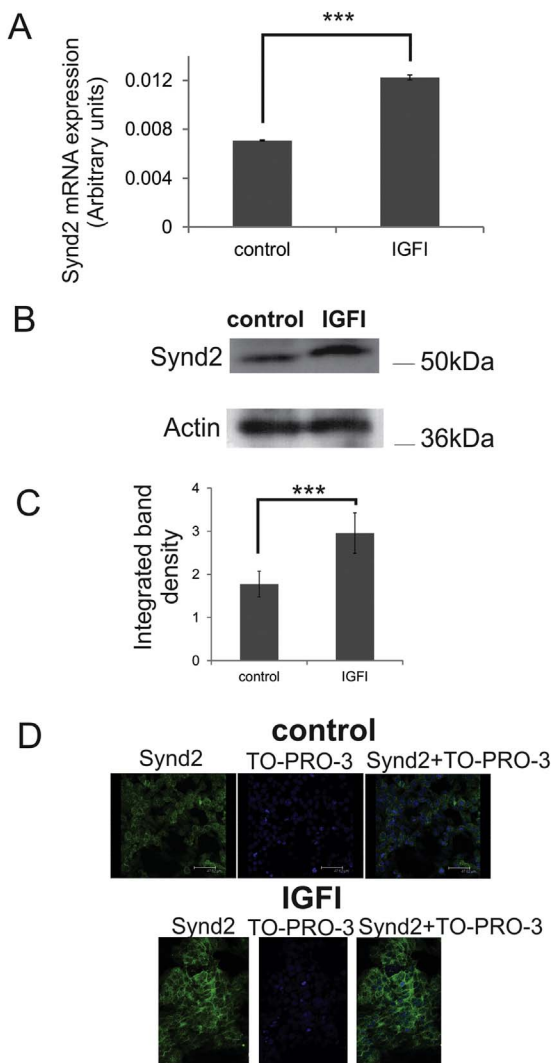 A
Synd2 mRNA expression
(Arbitrary units)
***
0.012
0.008
0.004
0
control IGFI
B
control IGFI
Synd2
50kDa
Actin
36kDa
C
Integrated band
density
***
4
3
2
1
0
control IGFI
D
control
Synd2 TO-PRO-3 Synd2+TO-PRO-3
IGFI
Synd2 TO-PRO-3 Synd2+TO-PRO-3